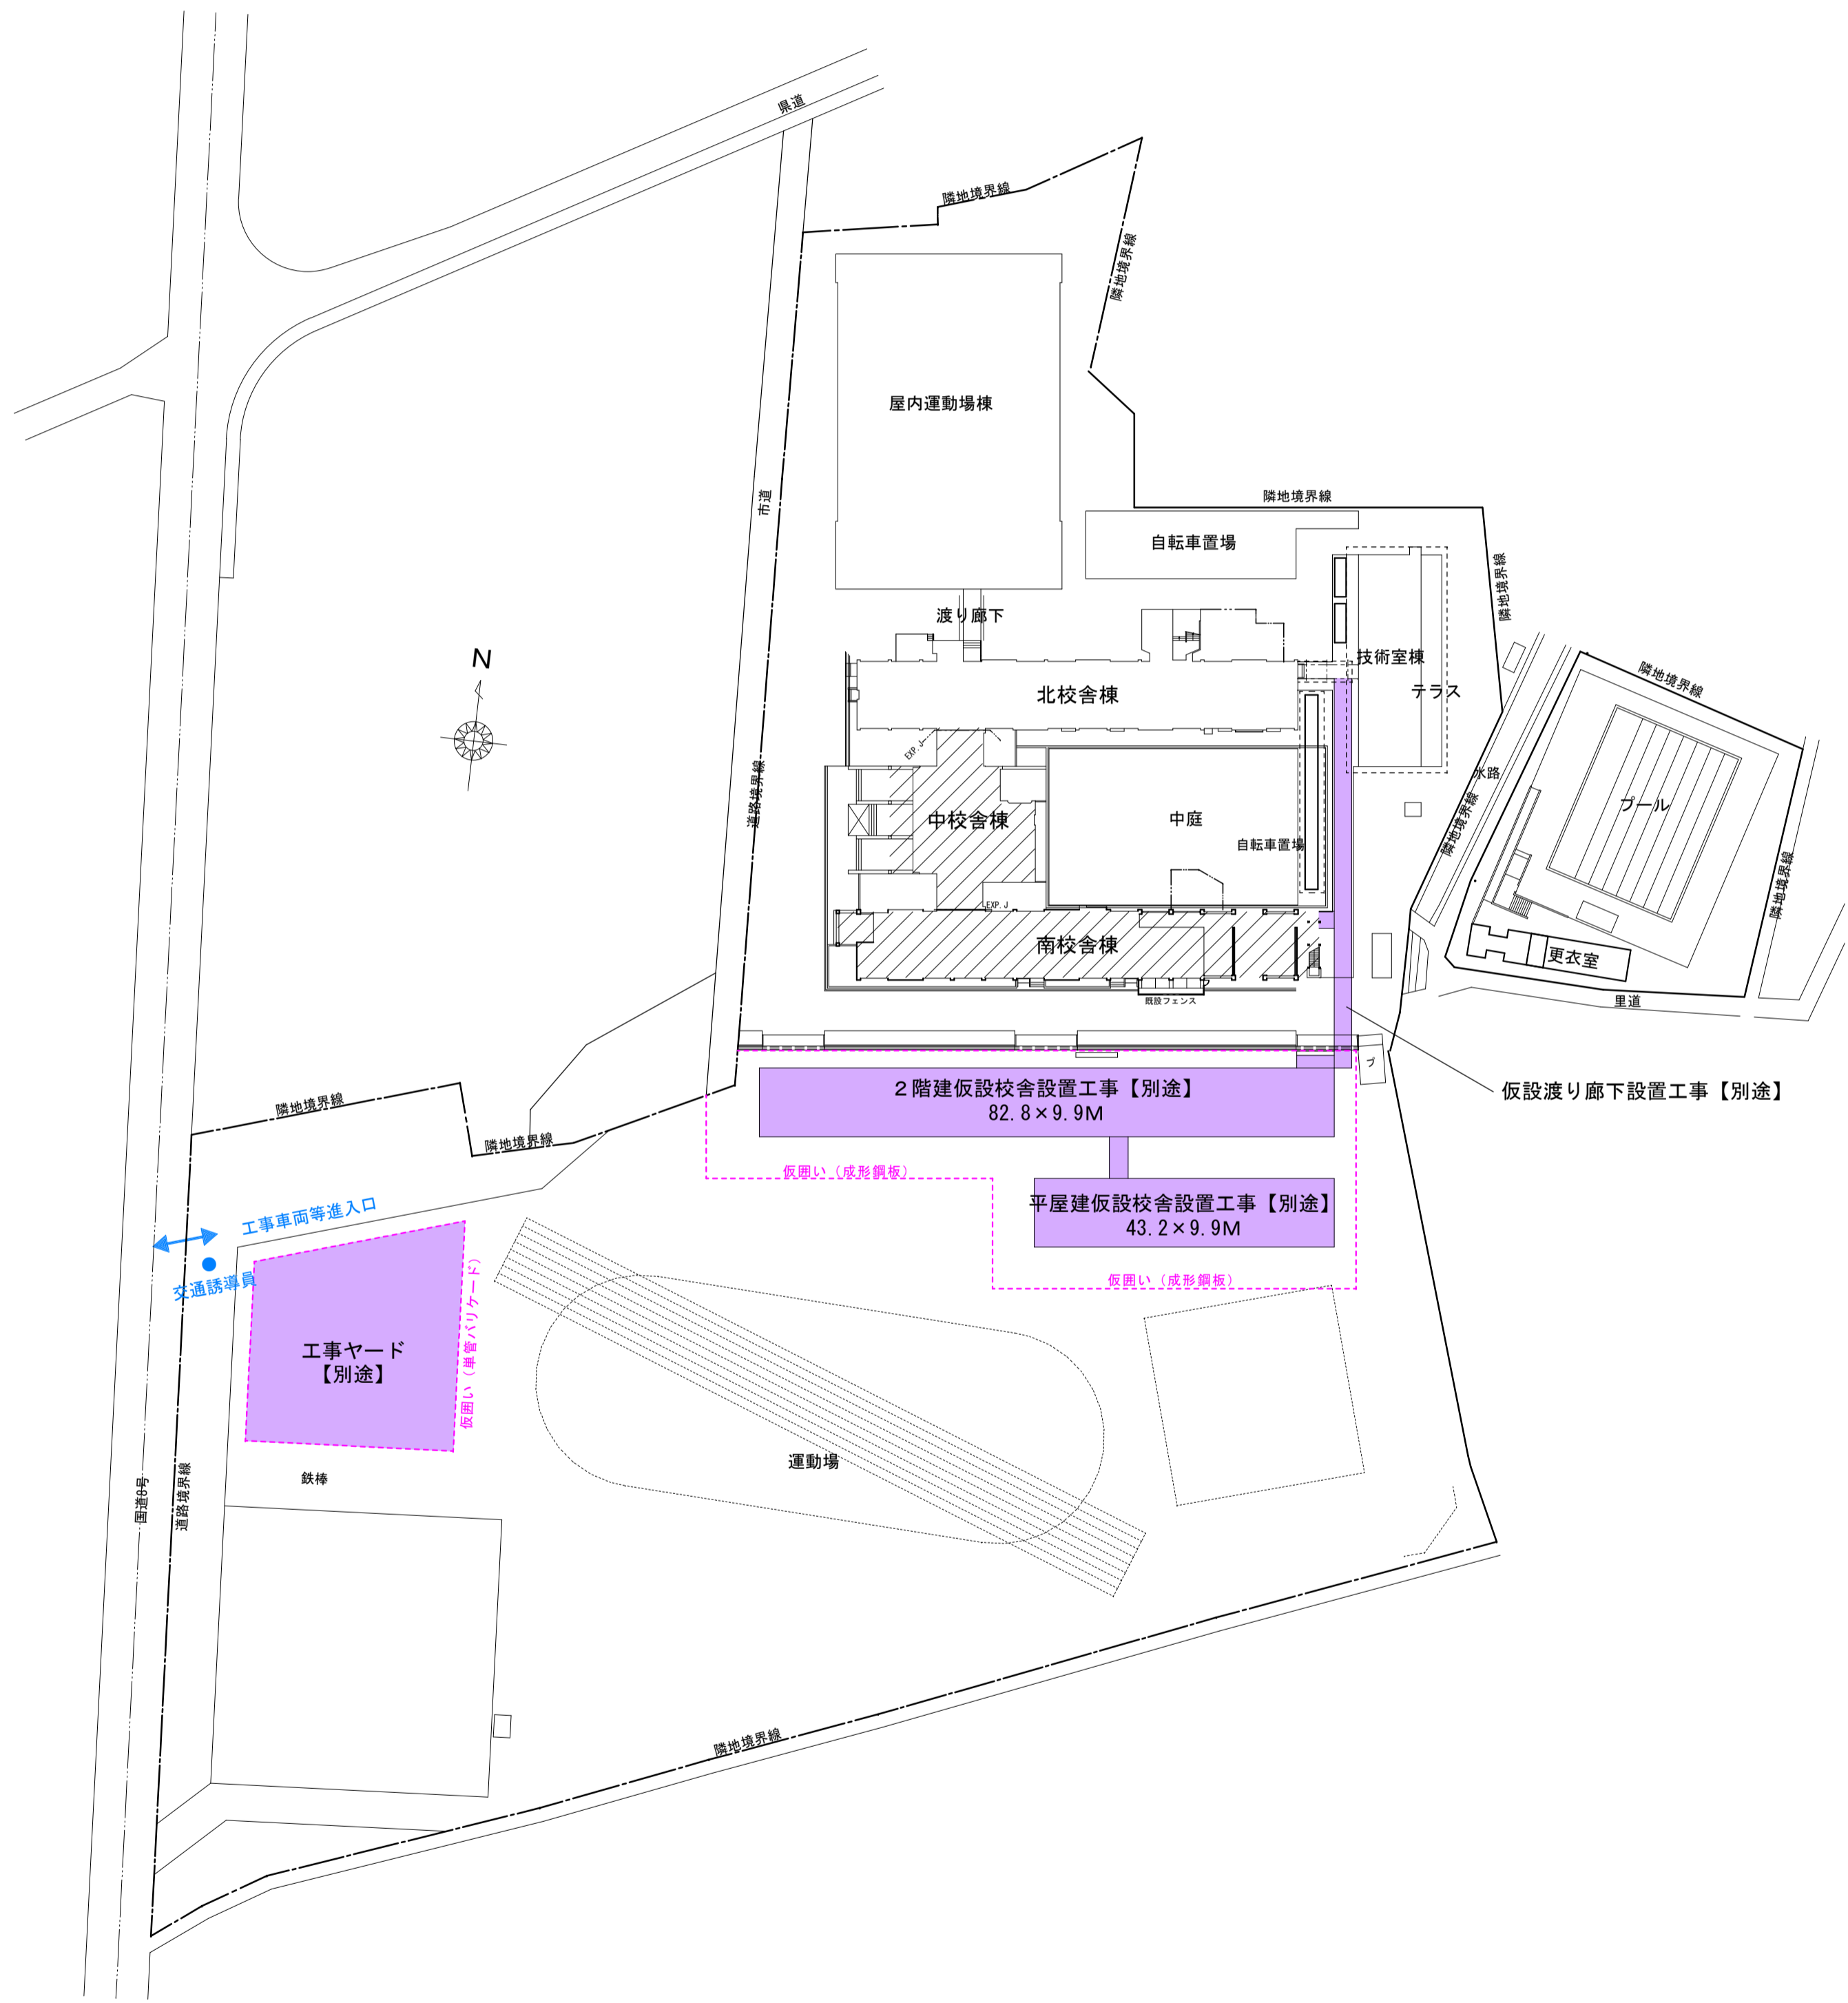 県道
隣地境界線
隣地境界線
屋内運動場棟
市道
隣地境界線
自転車置場
隣地境界線
渡り廊下
N
技術室棟
隣地境界線
テラス
北校舎棟
EXP.J
水路
道路境界線
中校舎棟
中庭
プール
自転車置場
隣地境界線
隣地境界線
EXP.J
南校舎棟
更衣室
既設フェンス
里道
プ
2階建仮設校舎設置工事【別途】
82.8×9.9M
仮設渡り廊下設置工事【別途】
隣地境界線
隣地境界線
仮囲い（成形鋼板）
平屋建仮設校舎設置工事【別途】
43.2×9.9M
工事車両等進入口
交通誘導員
仮囲い（成形鋼板）
仮囲い（単管バリケード）
工事ヤード
【別途】
運動場
鉄棒
国道8号
道路境界線
隣地境界線